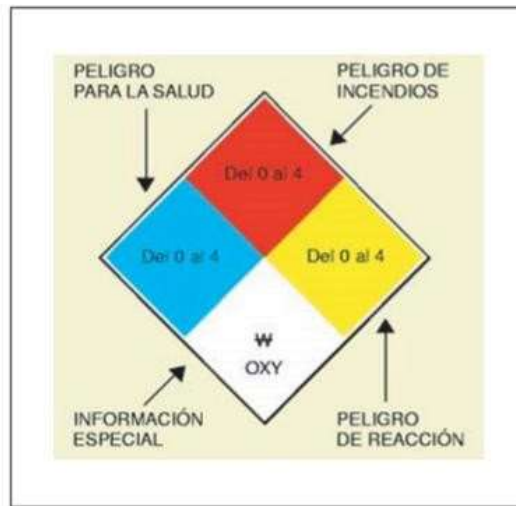 PELIGRO
PARA LA SALUD
PELIGRO DE
INCENDIOS
Del 0 al 4
Del 0 al 4
Del 0 al 4
W
OXY
INFORMACIÓN
ESPECIAL
PELIGRO
DE REACCIÓN